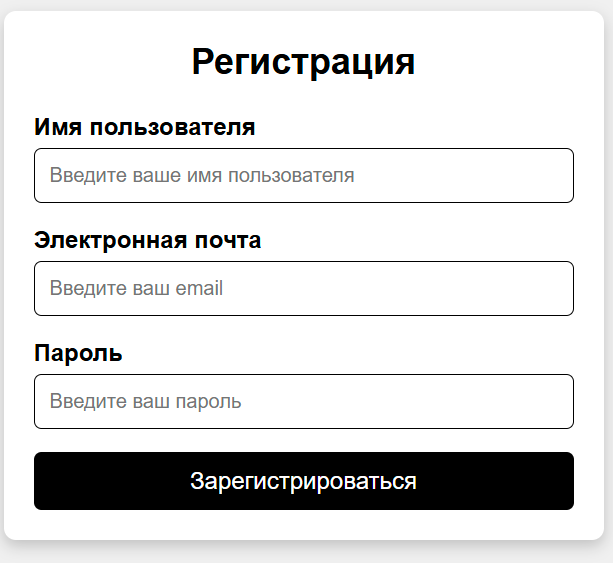 Регистрация
Имя пользователя
Введите ваше имя пользователя
Электронная почта
Введите ваш email
Пароль
Введите ваш пароль
Зарегистрироваться